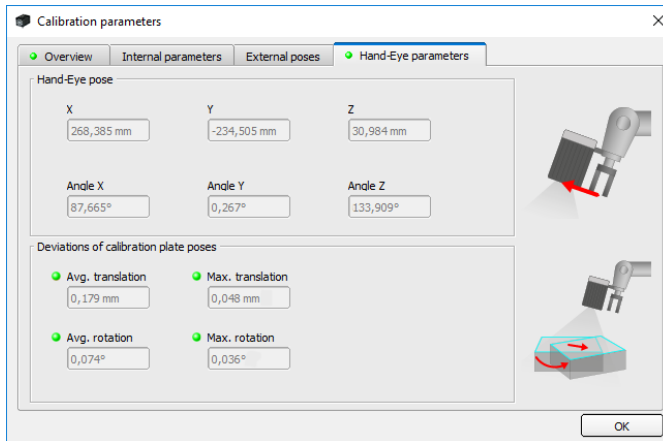 Calibration parameters
Overview Internal parameters External poses Hand-Eye parameters
Hand-Eye pose
X Y Z
268,385 mm -234,505 mm 30,984 mm
Angle X Angle Y Angle Z
87,665° 0,267° 133,909°
Deviations of calibration plate poses
Avg. translation Max. translation
0,179 mm 0,048 mm
Avg. rotation Max. rotation
0,074° 0,036°
OK